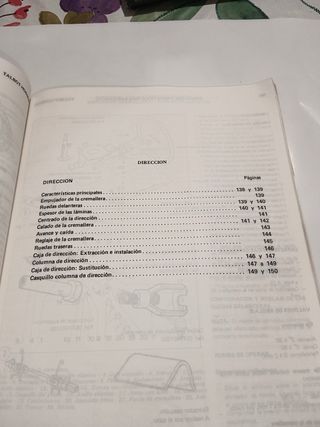 TALBOT
DIRECCION
DIRECCION
Páginas
Características principales 138 y 139
Empujador de la cremallera 139
Ruedas delanteras 139 y 140
Espesor de las láminas 140 y 141
Centrado de la dirección 141
Calado de la cremallera 141 y 142
Avance y caída 143
Reglaje de la cremallera 144
Ruedas traseras 145
Caja de dirección: Extracción e instalación 146
Columna de dirección 146 y 147
Caja de dirección: Sustitución 147 a 149
Casquillo columna de dirección 149 y 150